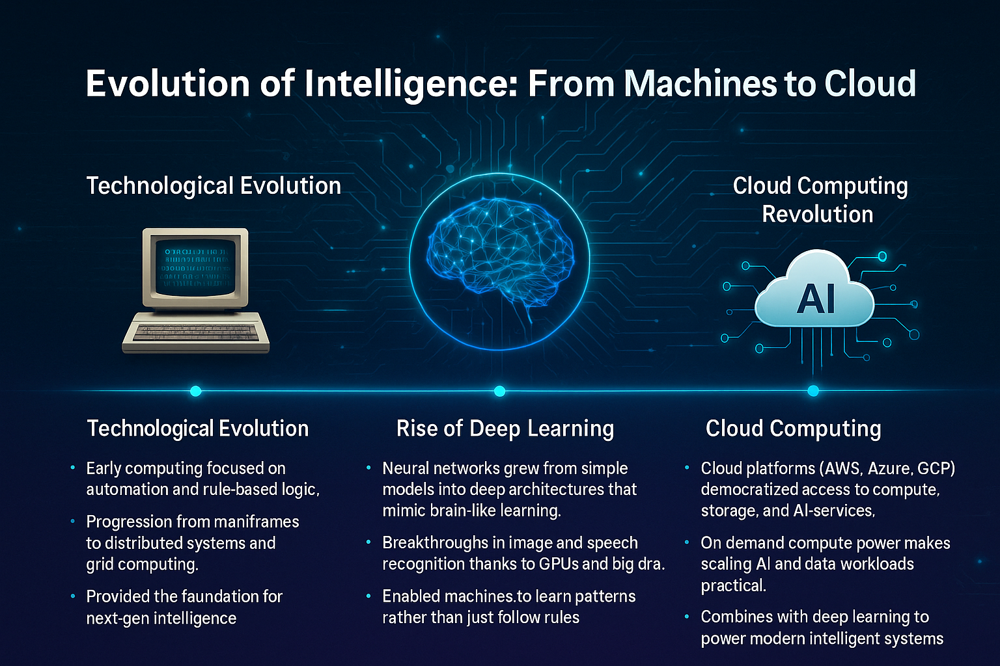 Evolution of Intelligence: From Machines to Cloud
Technological Evolution
Cloud Computing
Revolution
AI
Technological Evolution
• Early computing focused on
automation and rule-based logic,
• Progression from maniframes
to distributed systems and
grid computing.
• Provided the faundation for
next-gen intelligence
Rise of Deep Learning
• Neural networks grew from simple
models into deep architectures that
mimic brain-like learning.
• Breakthroughs in image and speech
recognition thanks to GPUs and big dra.
• Enabled machines.to learn patterns
rather than just follow rules
Cloud Computing
• Cloud platforms (AWS, Azure, GCP)
democratized access to compute,
storage, and AI-services,
• On demand compute power makes
scaling AI and data workloads
practical.
• Combines with deep learning to
power modern intelligent systems